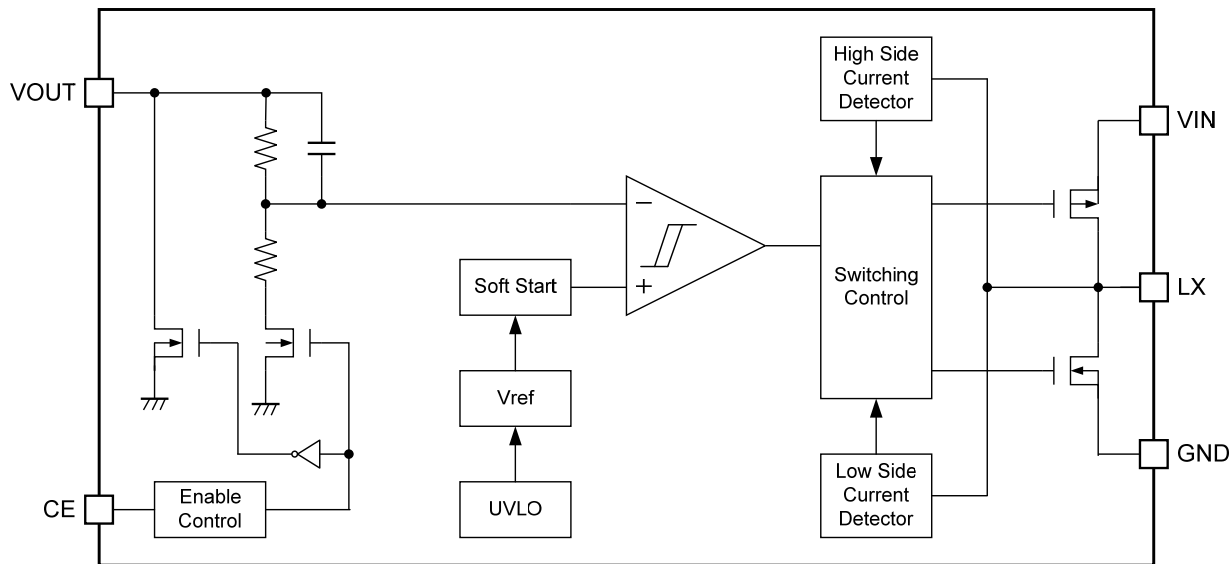 VOUT
High Side
Current
Detector
VIN
−
Soft Start
+
Switching
Control
LX
Vref
CE
Enable
Control
UVLO
Low Side
Current
Detector
GND